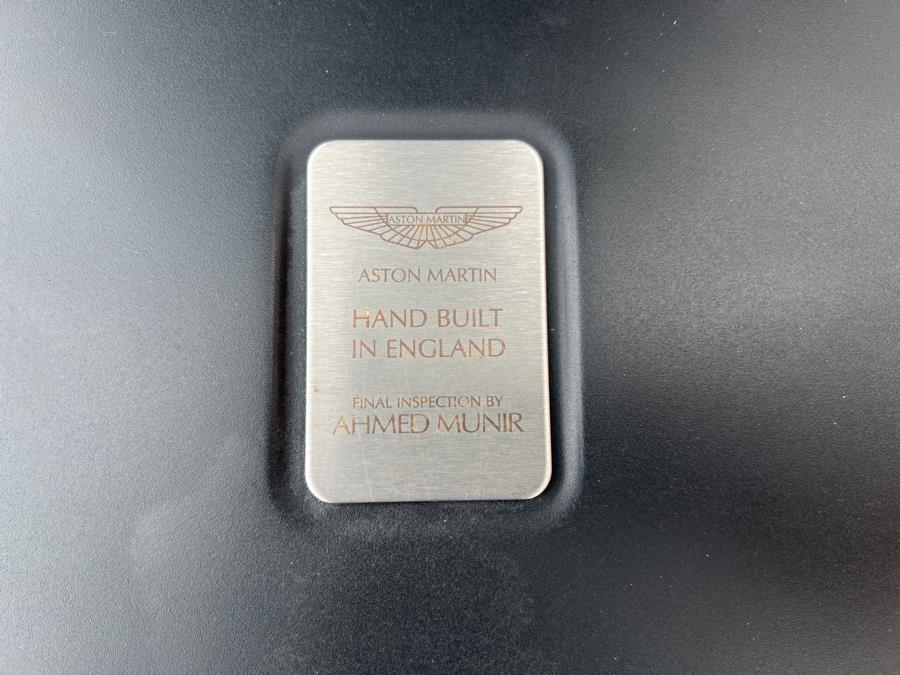 ASTON MARTIN
ASTON MARTIN
HAND BUILT
IN ENGLAND
FINAL INSPECTION BY
AHMED MUNIR